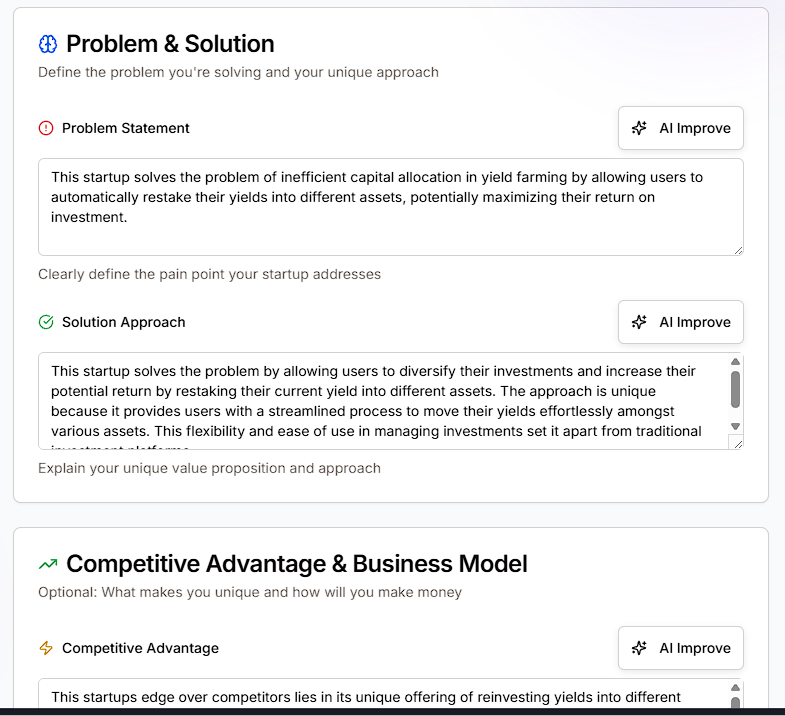 Problem & Solution
Define the problem you're solving and your unique approach
Problem Statement
AI Improve
This startup solves the problem of inefficient capital allocation in yield farming by allowing users to
automatically restake their yields into different assets, potentially maximizing their return on
investment.
Clearly define the pain point your startup addresses
Solution Approach
AI Improve
This startup solves the problem by allowing users to diversify their investments and increase their
potential return by restaking their current yield into different assets. The approach is unique
because it provides users with a streamlined process to move their yields effortlessly amongst
various assets. This flexibility and ease of use in managing investments set it apart from traditional
investment platforms.
Explain your unique value proposition and approach
Competitive Advantage & Business Model
Optional: What makes you unique and how will you make money
Competitive Advantage
AI Improve
This startups edge over competitors lies in its unique offering of reinvesting yields into different